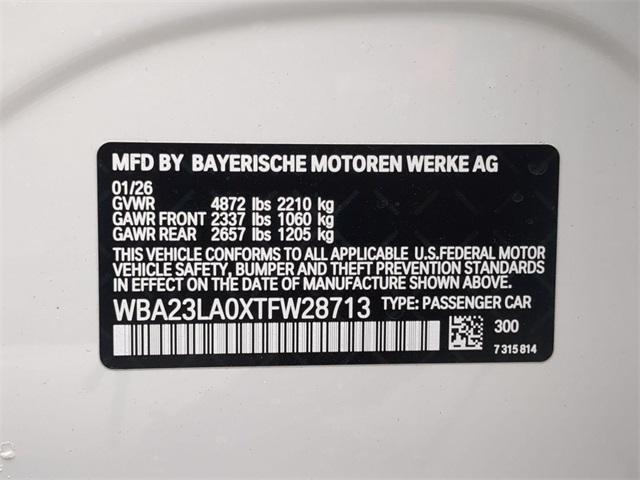 MFD BY BAYERISCHE MOTOREN WERKE AG
01/26
GVWR 4872 lbs 2210 kg
GAWR FRONT 2337 lbs 1060 kg
GAWR REAR 2657 lbs 1205 kg
THIS VEHICLE CONFORMS TO ALL APPLICABLE U.S.FEDERAL MOTOR
VEHICLE SAFETY, BUMPER AND THEFT PREVENTION STANDARDS
IN EFFECT ON THE DATE OF MANUFACTURE SHOWN ABOVE.
WBA23LA0XTFW28713 TYPE: PASSENGER CAR
300
7 315 814